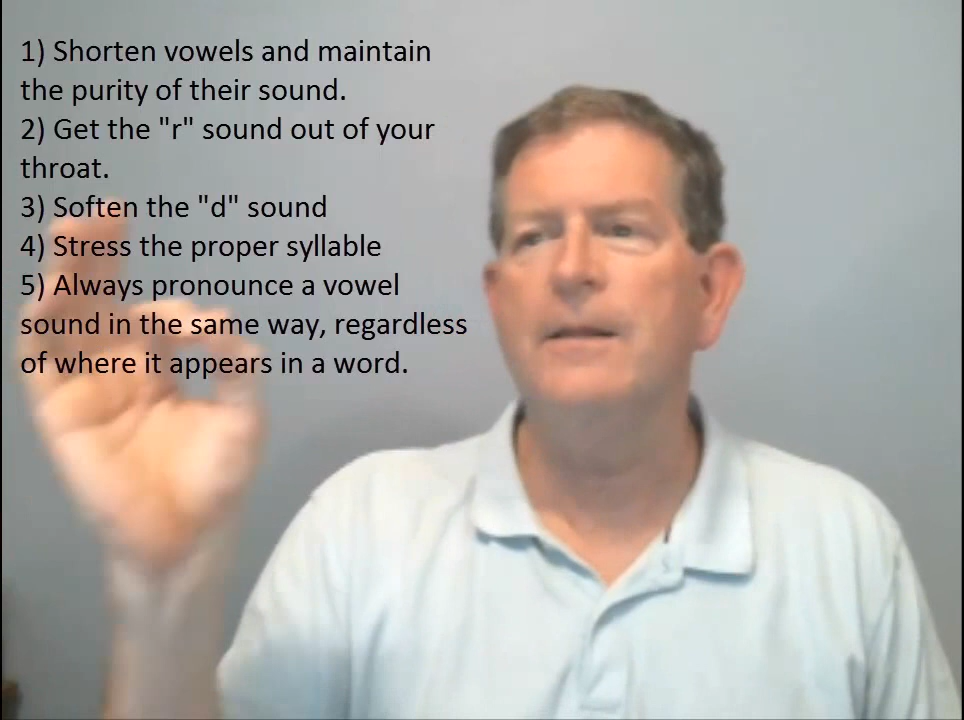 1) Shorten vowels and maintain
the purity of their sound.
2) Get the "r" sound out of your
throat.
3) Soften the "d" sound
4) Stress the proper syllable
5) Always pronounce a vowel
sound in the same way, regardless
of where it appears in a word.